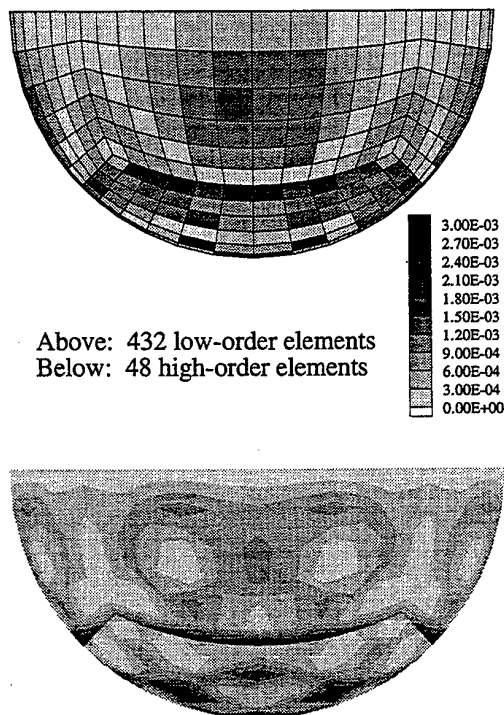 3.00E-03
2.70E-03
2.40E-03
2.10E-03
1.80E-03
1.50E-03
1.20E-03
9.00E-04
6.00E-04
3.00E-04
0.00E+00
Above: 432 low-order elements
Below: 48 high-order elements